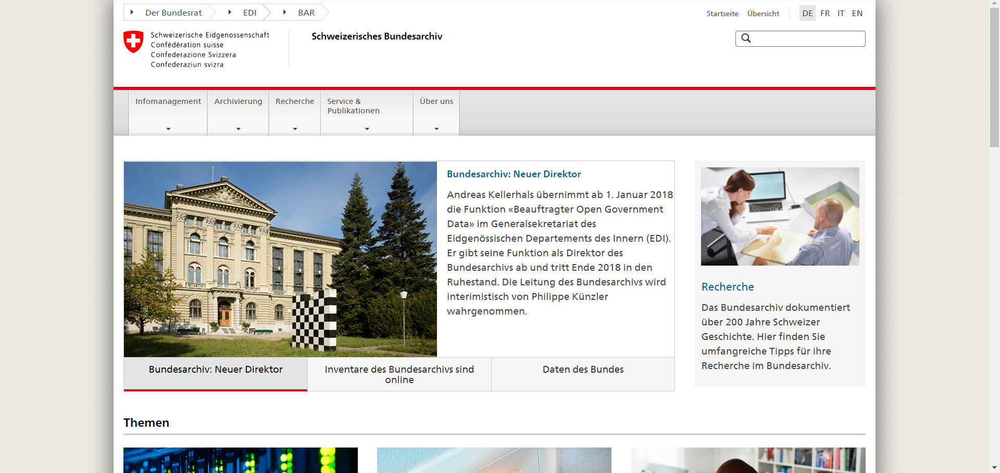 Der Bundesrat
EDI
BAR
Startseite
Übersicht
DE
FR
IT
EN
Schweizerische Eidgenossenschaft
Confédération suisse
Confederazione Svizzera
Confederaziun svizra
Schweizerisches Bundesarchiv
Infomanagement
Archivierung
Recherche
Service &
Publikationen
Über uns
Bundesarchiv: Neuer Direktor
Andreas Kellerhals übernimmt ab 1. Januar 2018
die Funktion «Beauftragter Open Government
Data» im Generalsekretariat des
Eidgenössischen Departements des Innern (EDI).
Er gibt seine Funktion als Direktor des
Bundesarchivs ab und tritt Ende 2018 in den
Ruhestand. Die Leitung des Bundesarchivs wird
interimistisch von Philippe Künzler
wahrgenommen.
Bundesarchiv: Neuer Direktor
Inventare des Bundesarchivs sind
online
Daten des Bundes
Recherche
Das Bundesarchiv dokumentiert
über 200 Jahre Schweizer
Geschichte. Hier finden Sie
umfangreiche Tipps für ihre
Recherche im Bundesarchiv.
Themen